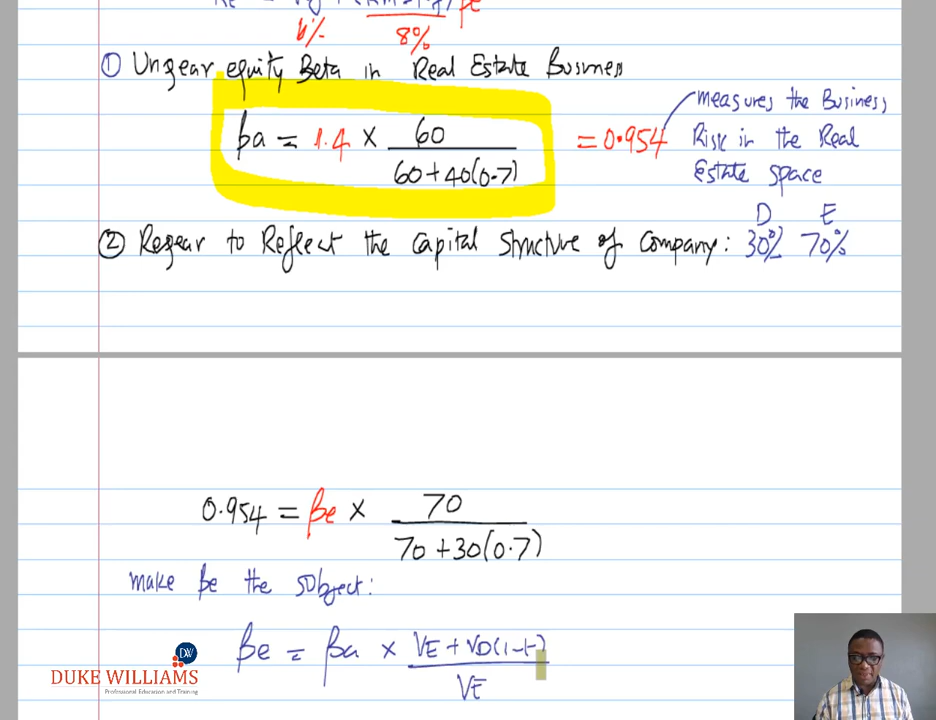 6% 8%
① Ungear equity Beta in Real Estate Business
βa = 1.4 × 60 / 60+40(0.7) = 0.954
measures the Business
Risk in the Real
Estate space
② Regear to Reflect the Capital Structure of Company: D 30% E 70%
0.954 = βe × 70 / 70+30(0.7)
make βe the subject:
βe = βa × VE + VD(1-t) / VE
DW
DUKE WILLIAMS
Professional Education and Training